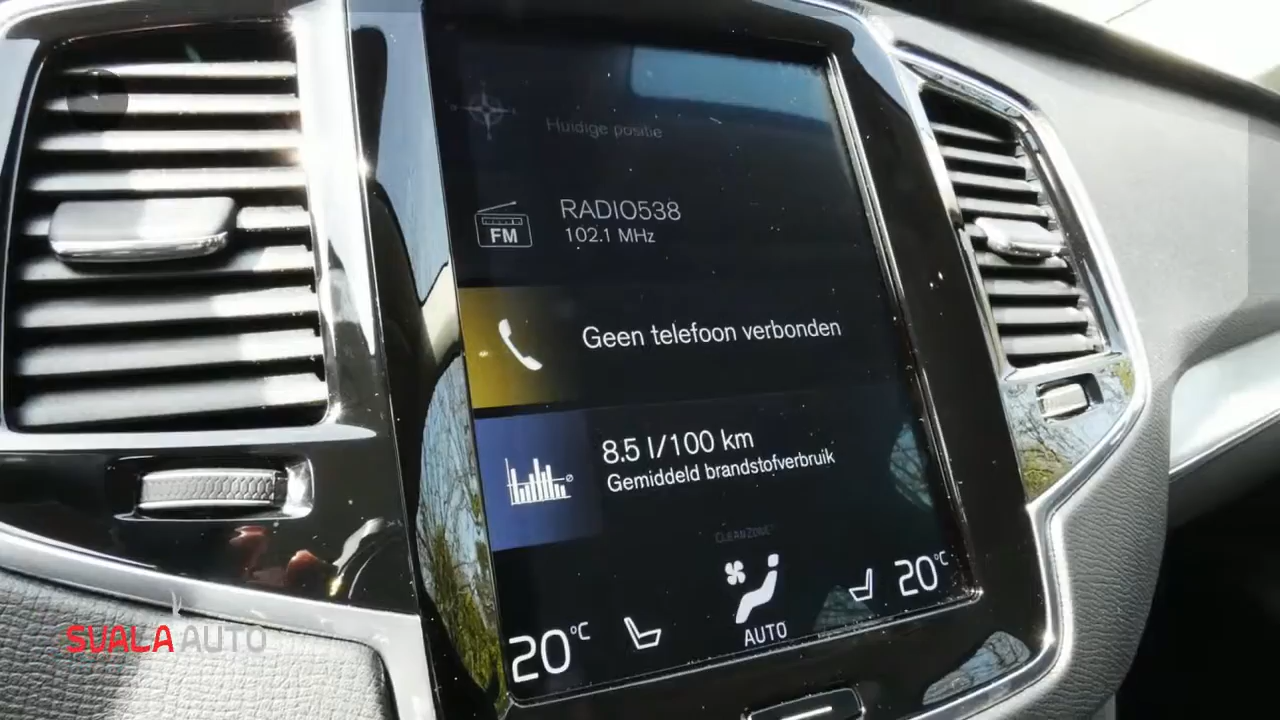 Huidige positie
RADIO538
FM
102.1 MHz
Geen telefoon verbonden
8.5 l/100 km
Gemiddeld brandstofverbruik
CLEANZONE
20°C
AUTO
20°C
SUALA AUTO